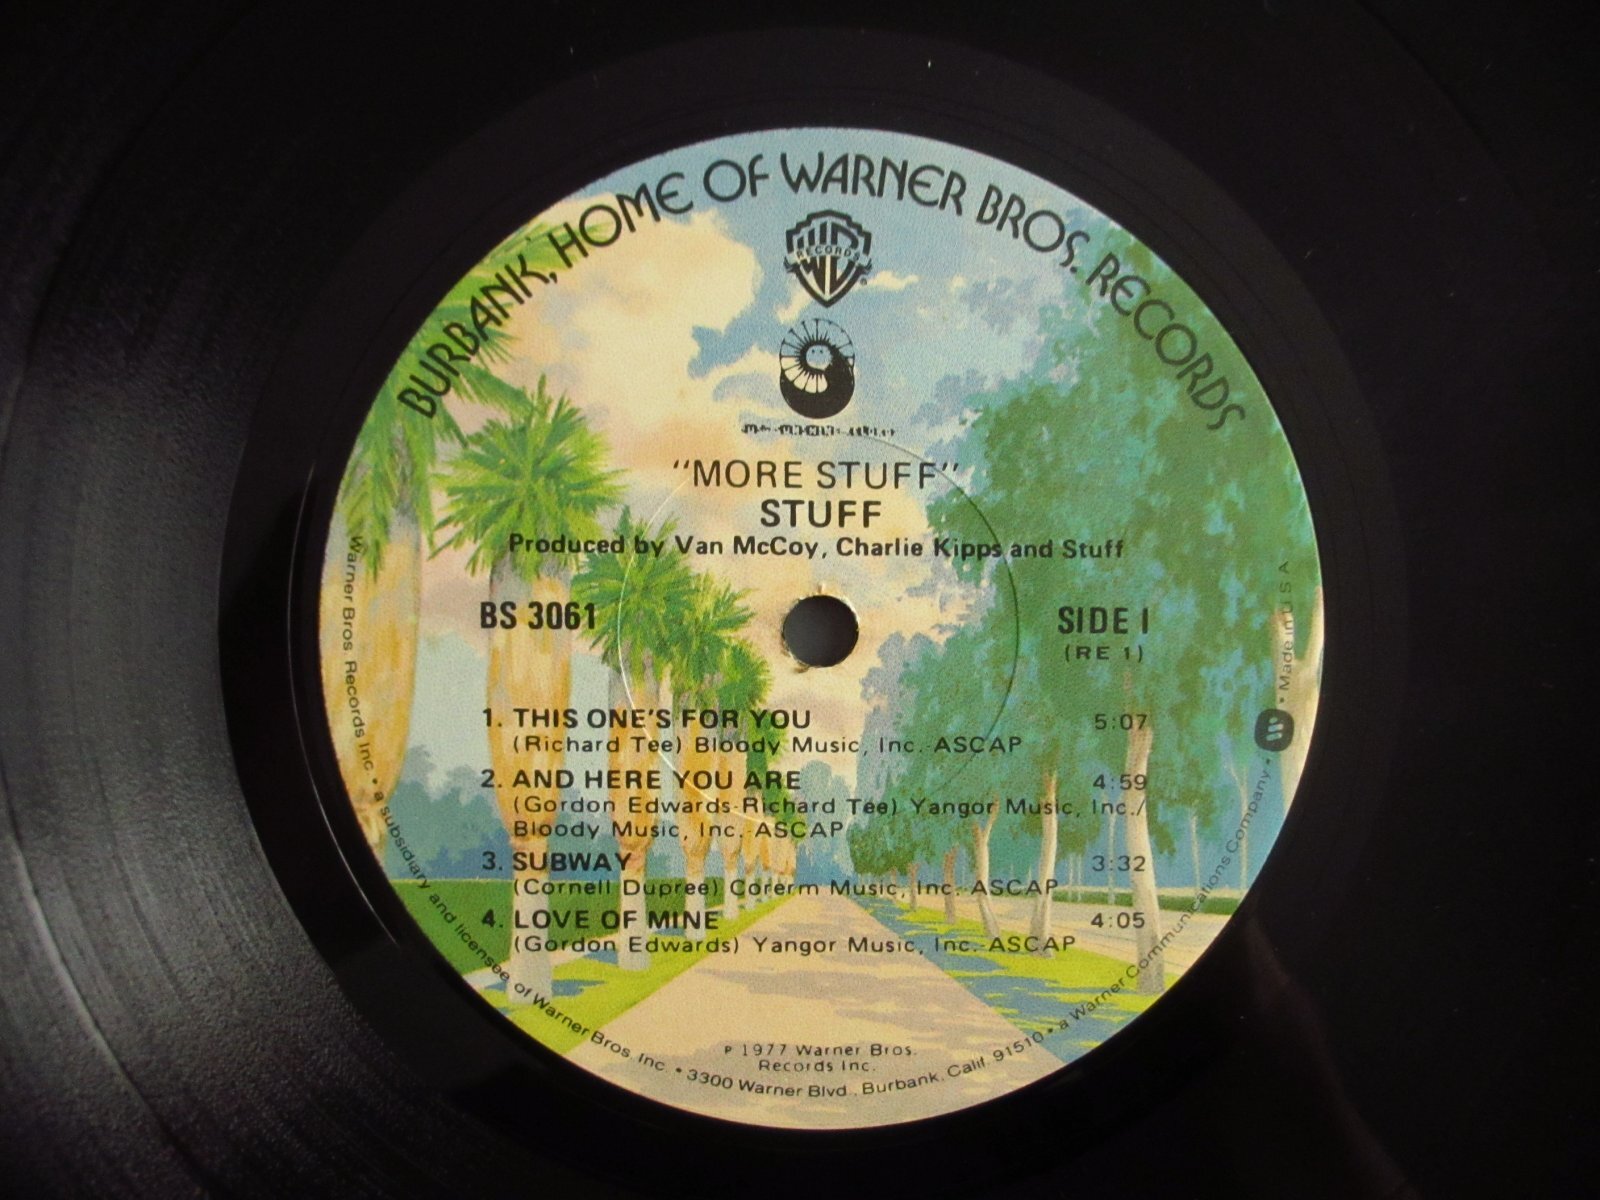 BURBANK, HOME OF WARNER BROS. RECORDS
RECORDS
"MORE STUFF"
STUFF
Produced by Van McCoy, Charlie Kipps and Stuff
BS 3061
SIDE 1
(RE 1)
1. THIS ONE'S FOR YOU 5:07
(Richard Tee) Bloody Music, Inc.-ASCAP
2. AND HERE YOU ARE 4:59
(Gordon Edwards-Richard Tee) Yangor Music, Inc./
Bloody Music, Inc.-ASCAP
3. SUBWAY 3:32
(Cornell Dupree) Corerm Music, Inc.-ASCAP
4. LOVE OF MINE 4:05
(Gordon Edwards) Yangor Music, Inc.-ASCAP
℗ 1977 Warner Bros.
Records Inc.
Warner Bros. Records Inc. • a subsidiary and licensee of Warner Bros. Inc. • 3300 Warner Blvd., Burbank, Calif. 91510 • a Warner Communications Company • Made in U S A